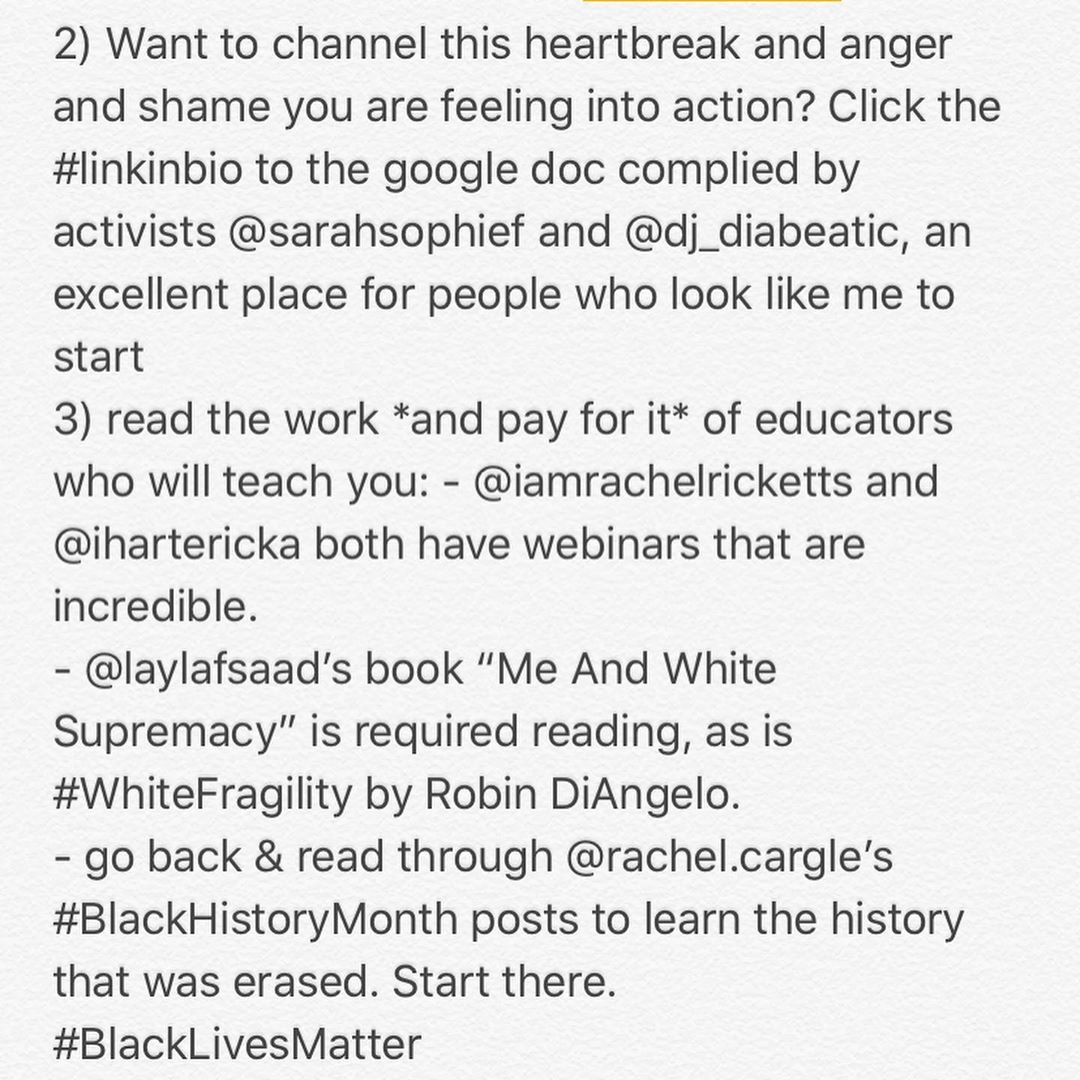 2) Want to channel this heartbreak and anger
and shame you are feeling into action? Click the
#linkinbio to the google doc complied by
activists @sarahsophief and @dj_diabeatic, an
excellent place for people who look like me to
start
3) read the work *and pay for it* of educators
who will teach you: - @iamrachelricketts and
@ihartericka both have webinars that are
incredible.
- @laylafsaad’s book “Me And White
Supremacy” is required reading, as is
#WhiteFragility by Robin DiAngelo.
- go back & read through @rachel.cargle’s
#BlackHistoryMonth posts to learn the history
that was erased. Start there.
#BlackLivesMatter